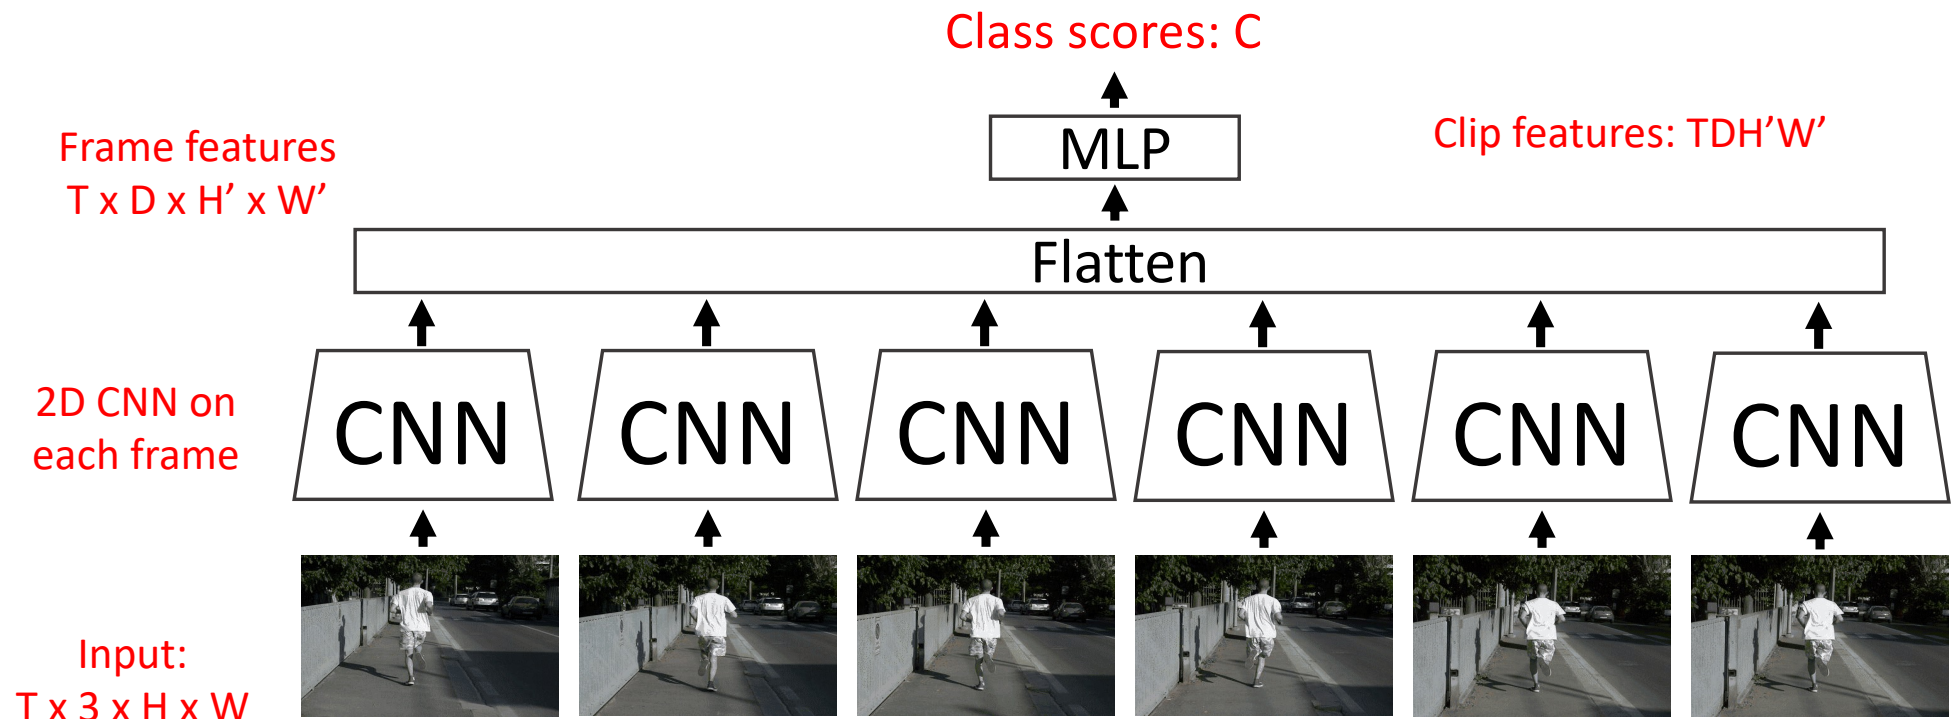 Class scores: C
Frame features
T x D x H’ x W’
MLP
Clip features: TDH’W’
Flatten
2D CNN on
each frame
CNN
CNN
CNN
CNN
CNN
CNN
Input:
T x 3 x H x W